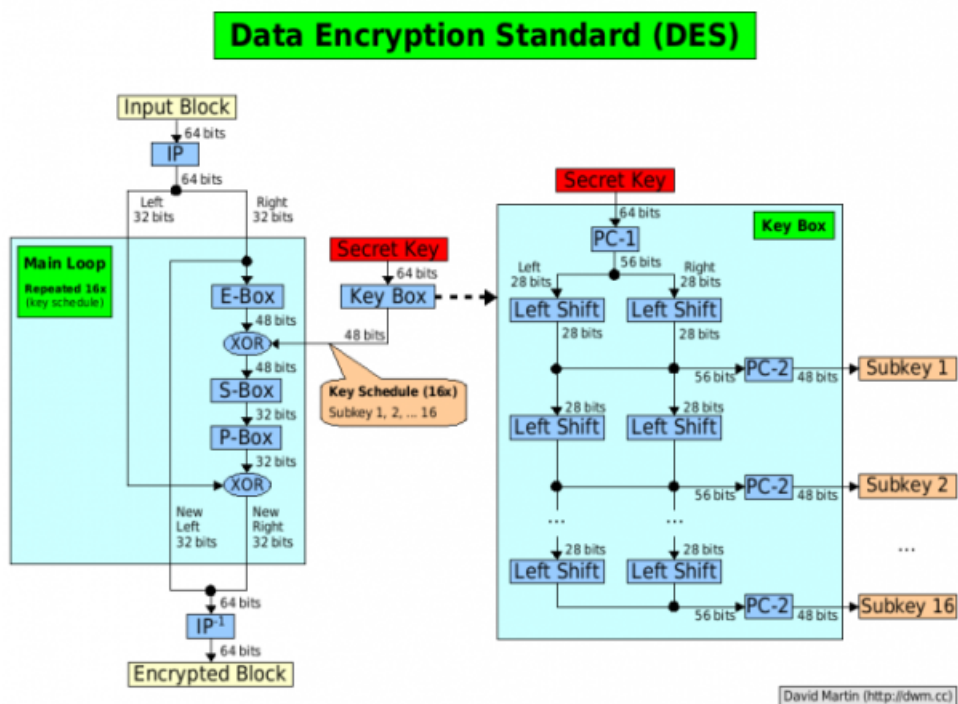 Data Encryption Standard (DES)
Input Block
64 bits
IP
64 bits
Left
32 bits
Right
32 bits
Main Loop
Repeated 16x
(key schedule)
E-Box
48 bits
XOR
48 bits
S-Box
32 bits
P-Box
32 bits
XOR
New
Left
32 bits
New
Right
32 bits
64 bits
IP-1
64 bits
Encrypted Block
Secret Key
64 bits
Key Box
48 bits
Key Schedule (16x)
Subkey 1, 2, ... 16
Secret Key
64 bits
Key Box
PC-1
56 bits
Left
28 bits
Right
28 bits
Left Shift
Left Shift
28 bits
28 bits
56 bits
PC-2
48 bits
Subkey 1
28 bits
28 bits
Left Shift
Left Shift
56 bits
PC-2
48 bits
Subkey 2
...
...
...
28 bits
28 bits
Left Shift
Left Shift
56 bits
PC-2
48 bits
Subkey 16
David Martin (http://dwm.cc)